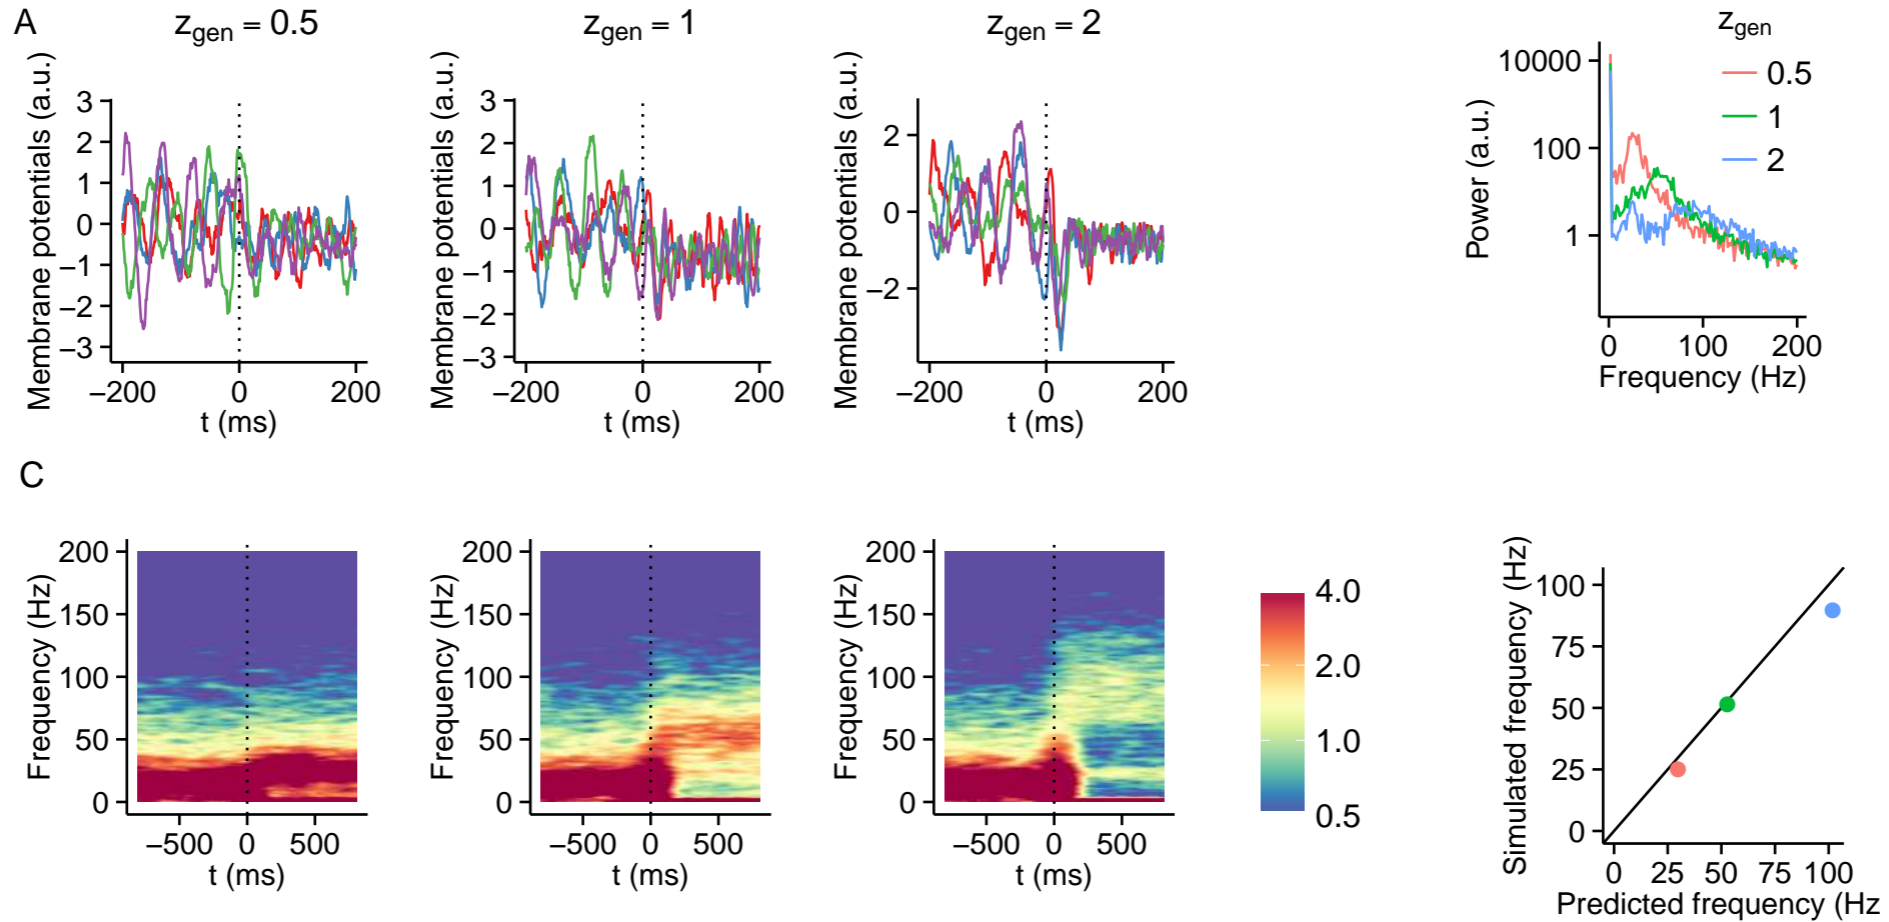 A
z_gen = 0.5
z_gen = 1
z_gen = 2
z_gen
0.5
1
2
Membrane potentials (a.u.)
3
2
1
0
−1
−2
−3
−200 0 200
t (ms)
Membrane potentials (a.u.)
3
2
1
0
−1
−2
−3
−200 0 200
t (ms)
Membrane potentials (a.u.)
2
0
−2
−200 0 200
t (ms)
Power (a.u.)
10000
100
1
0 100 200
Frequency (Hz)
C
Frequency (Hz)
200
150
100
50
0
−500 0 500
t (ms)
Frequency (Hz)
200
150
100
50
0
−500 0 500
t (ms)
Frequency (Hz)
200
150
100
50
0
−500 0 500
t (ms)
4.0
2.0
1.0
0.5
Simulated frequency (Hz)
100
75
50
25
0
0 25 50 75 100
Predicted frequency (Hz